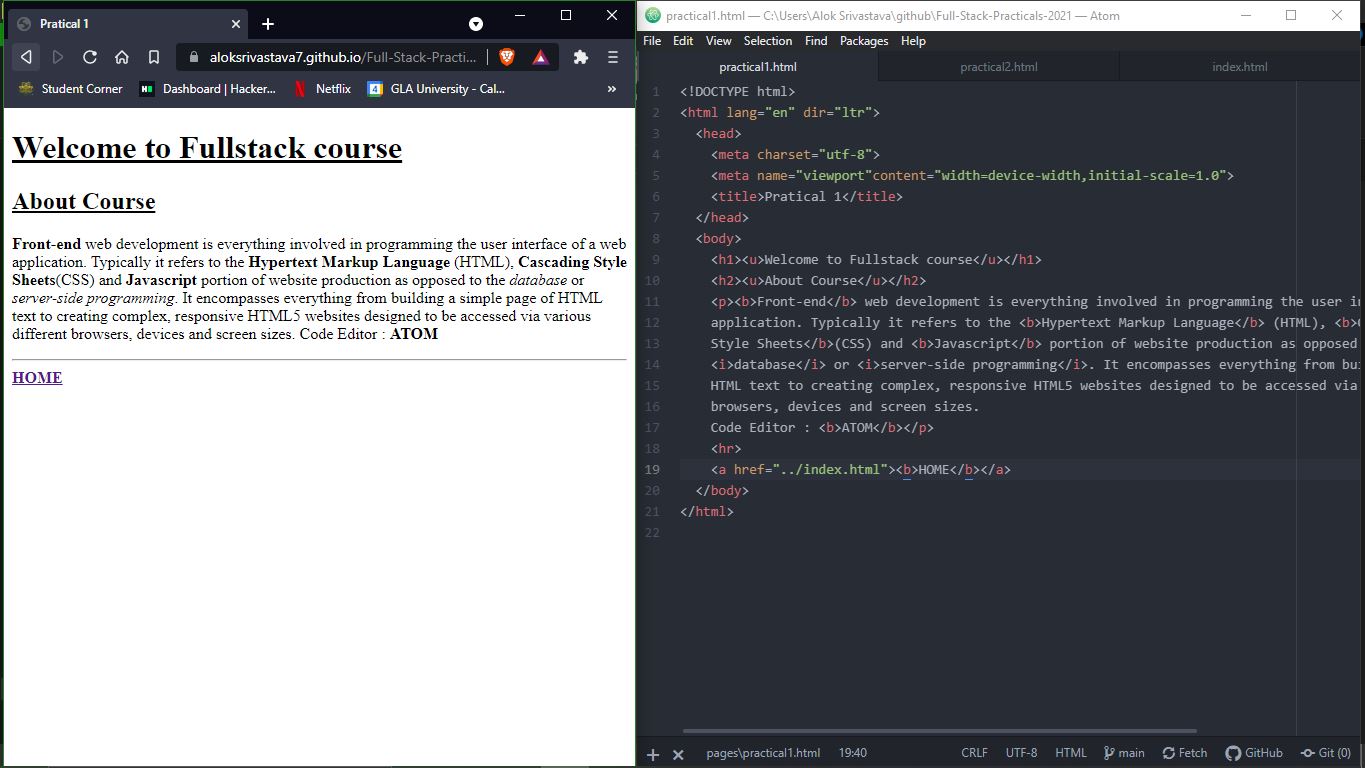 Pratical 1
aloksrivastava7.github.io/Full-Stack-Practi...
Student Corner
Dashboard | Hacker...
Netflix
4 GLA University - Cal...
Welcome to Fullstack course
About Course
Front-end web development is everything involved in programming the user interface of a web
application. Typically it refers to the Hypertext Markup Language (HTML), Cascading Style
Sheets(CSS) and Javascript portion of website production as opposed to the database or
server-side programming. It encompasses everything from building a simple page of HTML
text to creating complex, responsive HTML5 websites designed to be accessed via various
different browsers, devices and screen sizes. Code Editor : ATOM
HOME
practical1.html — C:\Users\Alok Srivastava\github\Full-Stack-Practicals-2021 — Atom
File Edit View Selection Find Packages Help
practical1.html practical2.html index.html
1 <!DOCTYPE html>
2 <html lang="en" dir="ltr">
3 <head>
4 <meta charset="utf-8">
5 <meta name="viewport"content="width=device-width,initial-scale=1.0">
6 <title>Pratical 1</title>
7 </head>
8 <body>
9 <h1><u>Welcome to Fullstack course</u></h1>
10 <h2><u>About Course</u></h2>
11 <p><b>Front-end</b> web development is everything involved in programming the user
12 application. Typically it refers to the <b>Hypertext Markup Language</b> (HTML), <b>
13 Style Sheets</b>(CSS) and <b>Javascript</b> portion of website production as opposed
14 <i>database</i> or <i>server-side programming</i>. It encompasses everything from
15 HTML text to creating complex, responsive HTML5 websites designed to be accessed via
16 browsers, devices and screen sizes.
17 Code Editor : <b>ATOM</b></p>
18 <hr>
19 <a href="../index.html"><b>HOME</b></a>
20 </body>
21 </html>
22
pages\practical1.html 19:40 CRLF UTF-8 HTML main Fetch GitHub Git (0)